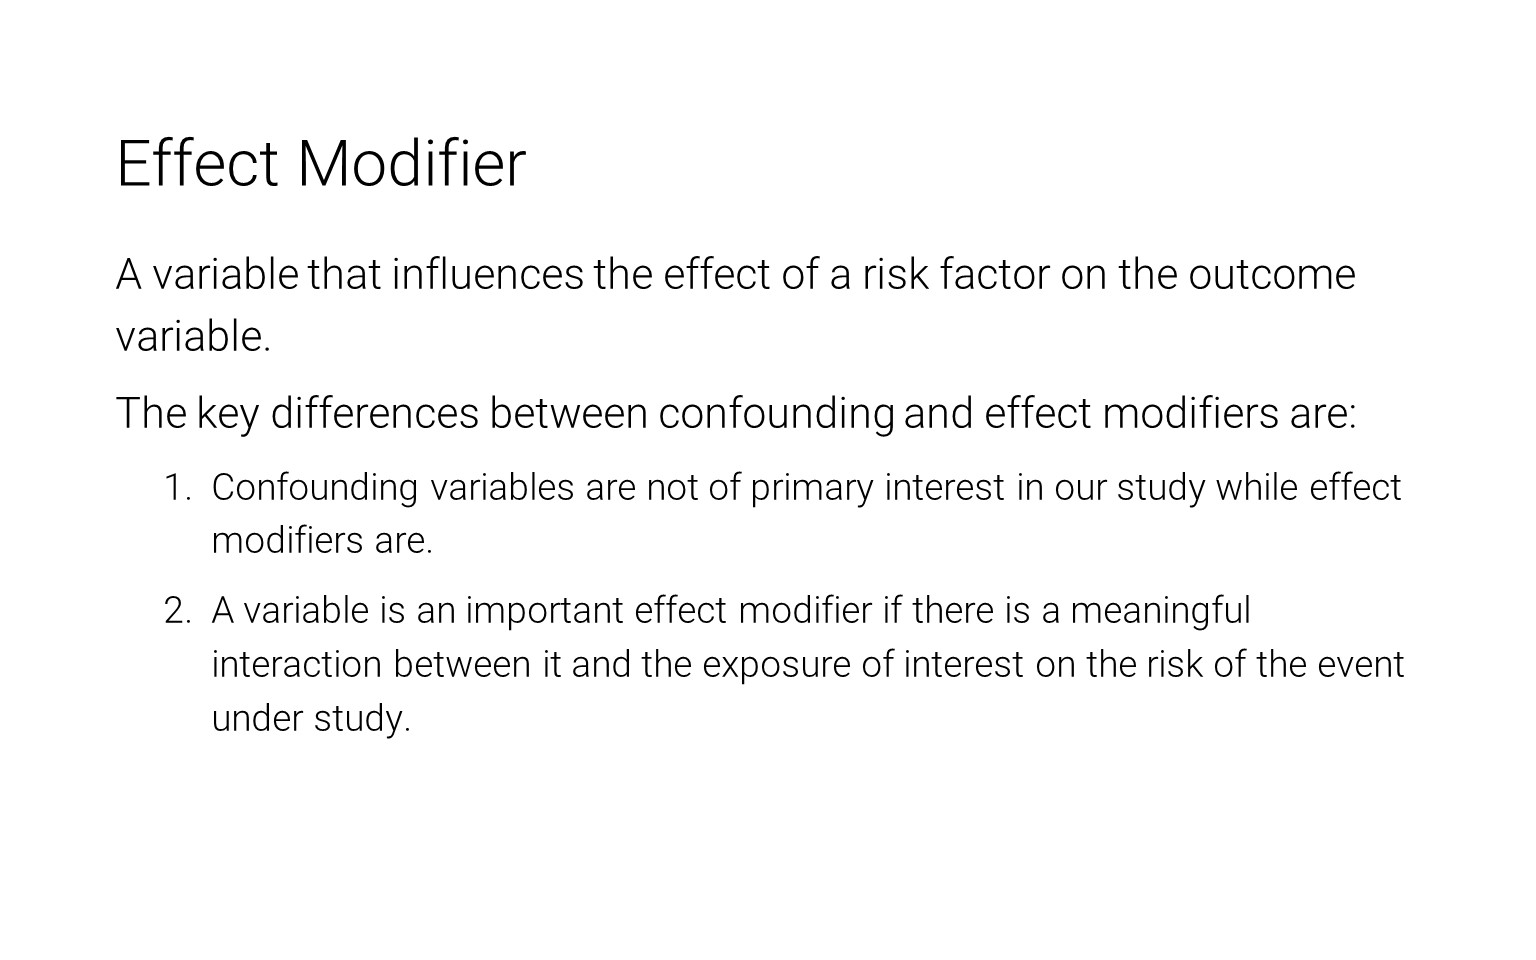 Effect Modifier
A variable that influences the effect of a risk factor on the outcome
variable.
The key differences between confounding and effect modifiers are:
1. Confounding variables are not of primary interest in our study while effect
modifiers are.
2. A variable is an important effect modifier if there is a meaningful
interaction between it and the exposure of interest on the risk of the event
under study.